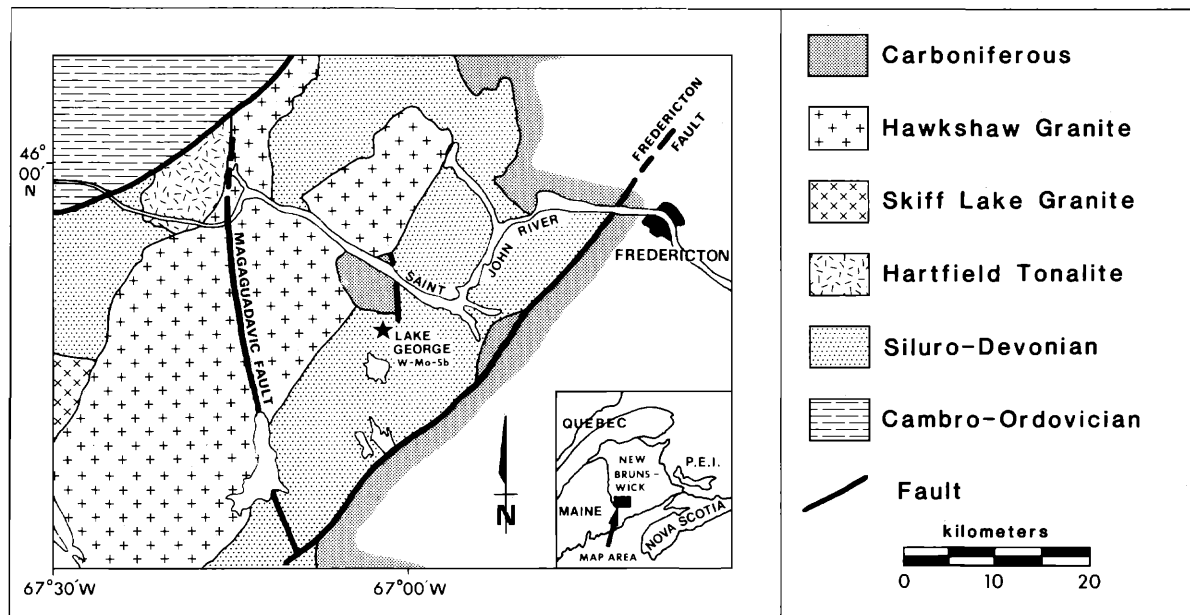 46°
00'
N
FREDERICTON
FAULT
MAGAGUADAVIC FAULT
SAINT
JOHN
RIVER
FREDERICTON
LAKE
GEORGE
W-Mo-Sb
N
QUEBEC
NEW
BRUNS-
WICK
P.E.I.
MAINE
NOVA SCOTIA
MAP AREA
67°30'W
67°00'W
Carboniferous
Hawkshaw Granite
Skiff Lake Granite
Hartfield Tonalite
Siluro-Devonian
Cambro-Ordovician
Fault
kilometers
0 10 20